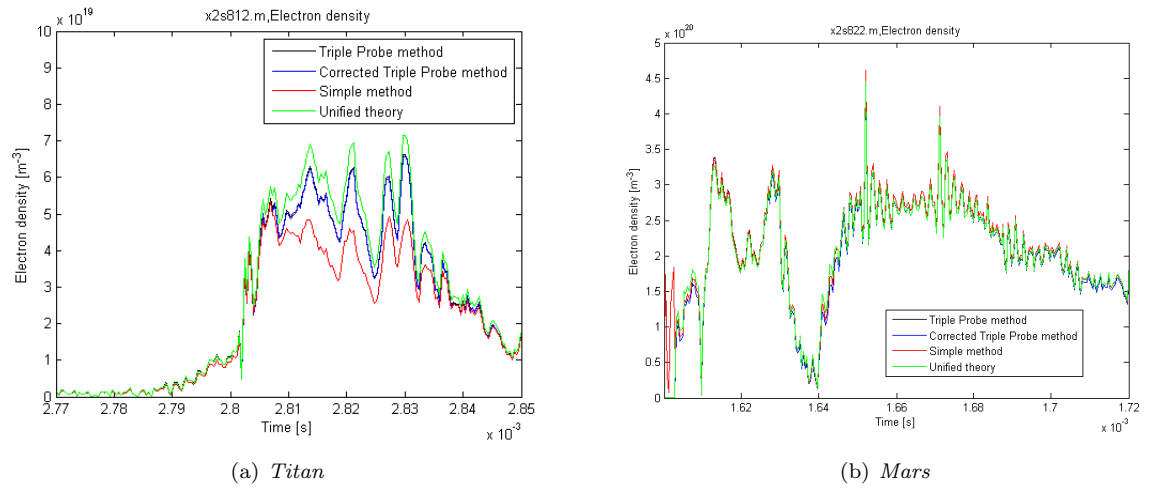 x 10^19
x2s812.m,Electron density
10
9
8
7
6
5
4
3
2
1
0
Electron density [m^-3]
Triple Probe method
Corrected Triple Probe method
Simple method
Unified theory
2.77 2.78 2.79 2.8 2.81 2.82 2.83 2.84 2.85
Time [s]
x 10^-3
(a) Titan
x 10^20
x2s822.m,Electron density
5
4.5
4
3.5
3
2.5
2
1.5
1
0.5
0
Electron density [m^-3]
Triple Probe method
Corrected Triple Probe method
Simple method
Unified theory
1.62 1.64 1.66 1.68 1.7 1.72
Time [s]
x 10^-3
(b) Mars